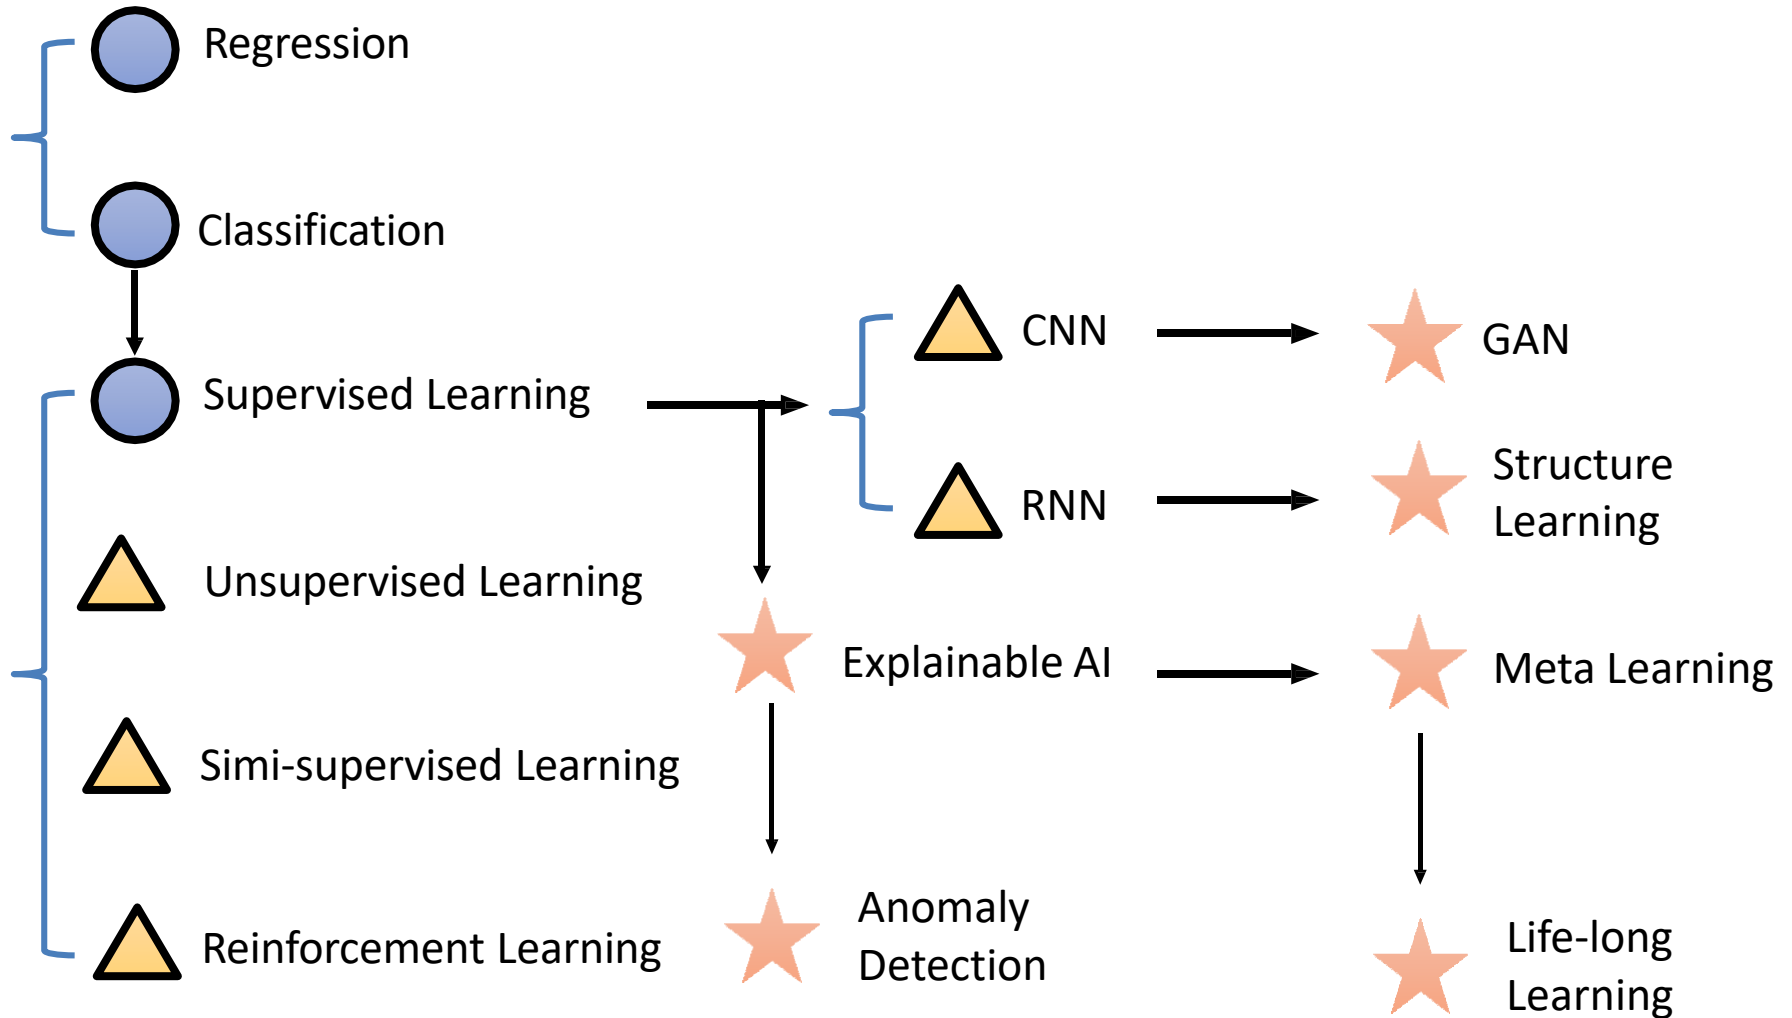 Regression
Classification
Supervised Learning
Unsupervised Learning
Simi-supervised Learning
Reinforcement Learning
CNN
RNN
Explainable AI
Anomaly
Detection
GAN
Structure
Learning
Meta Learning
Life-long
Learning